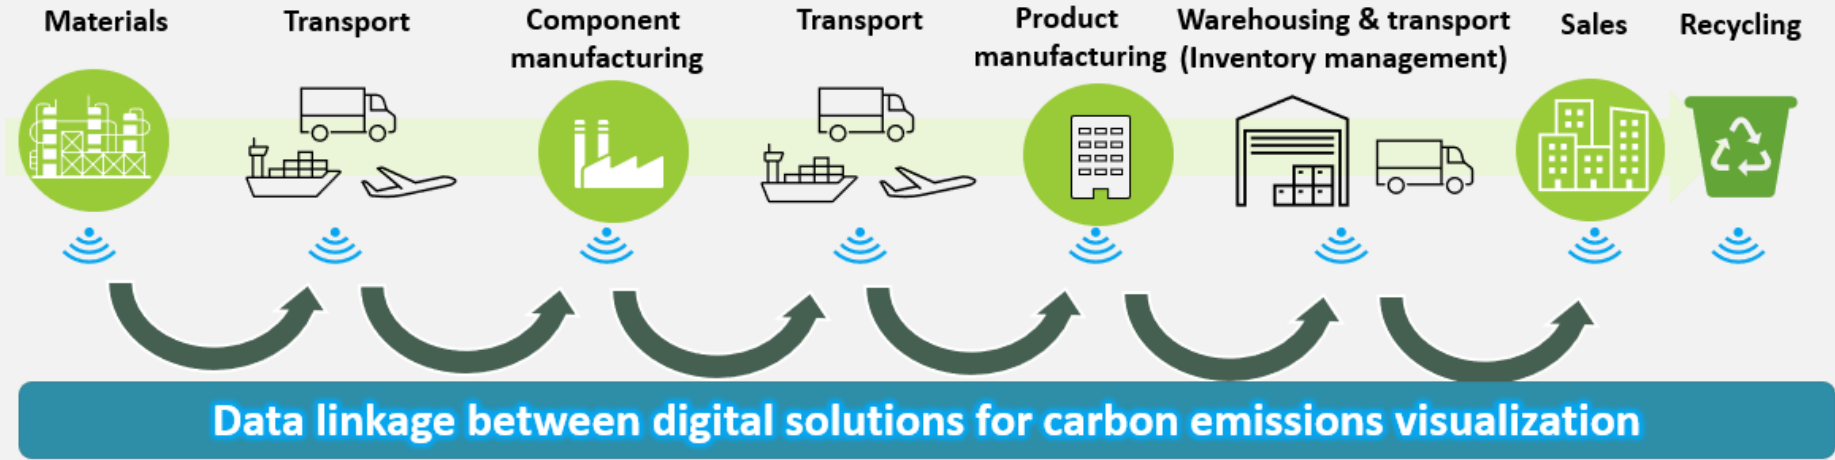 Materials
Transport
Component
manufacturing
Transport
Product
manufacturing
Warehousing & transport
(Inventory management)
Sales
Recycling
Data linkage between digital solutions for carbon emissions visualization